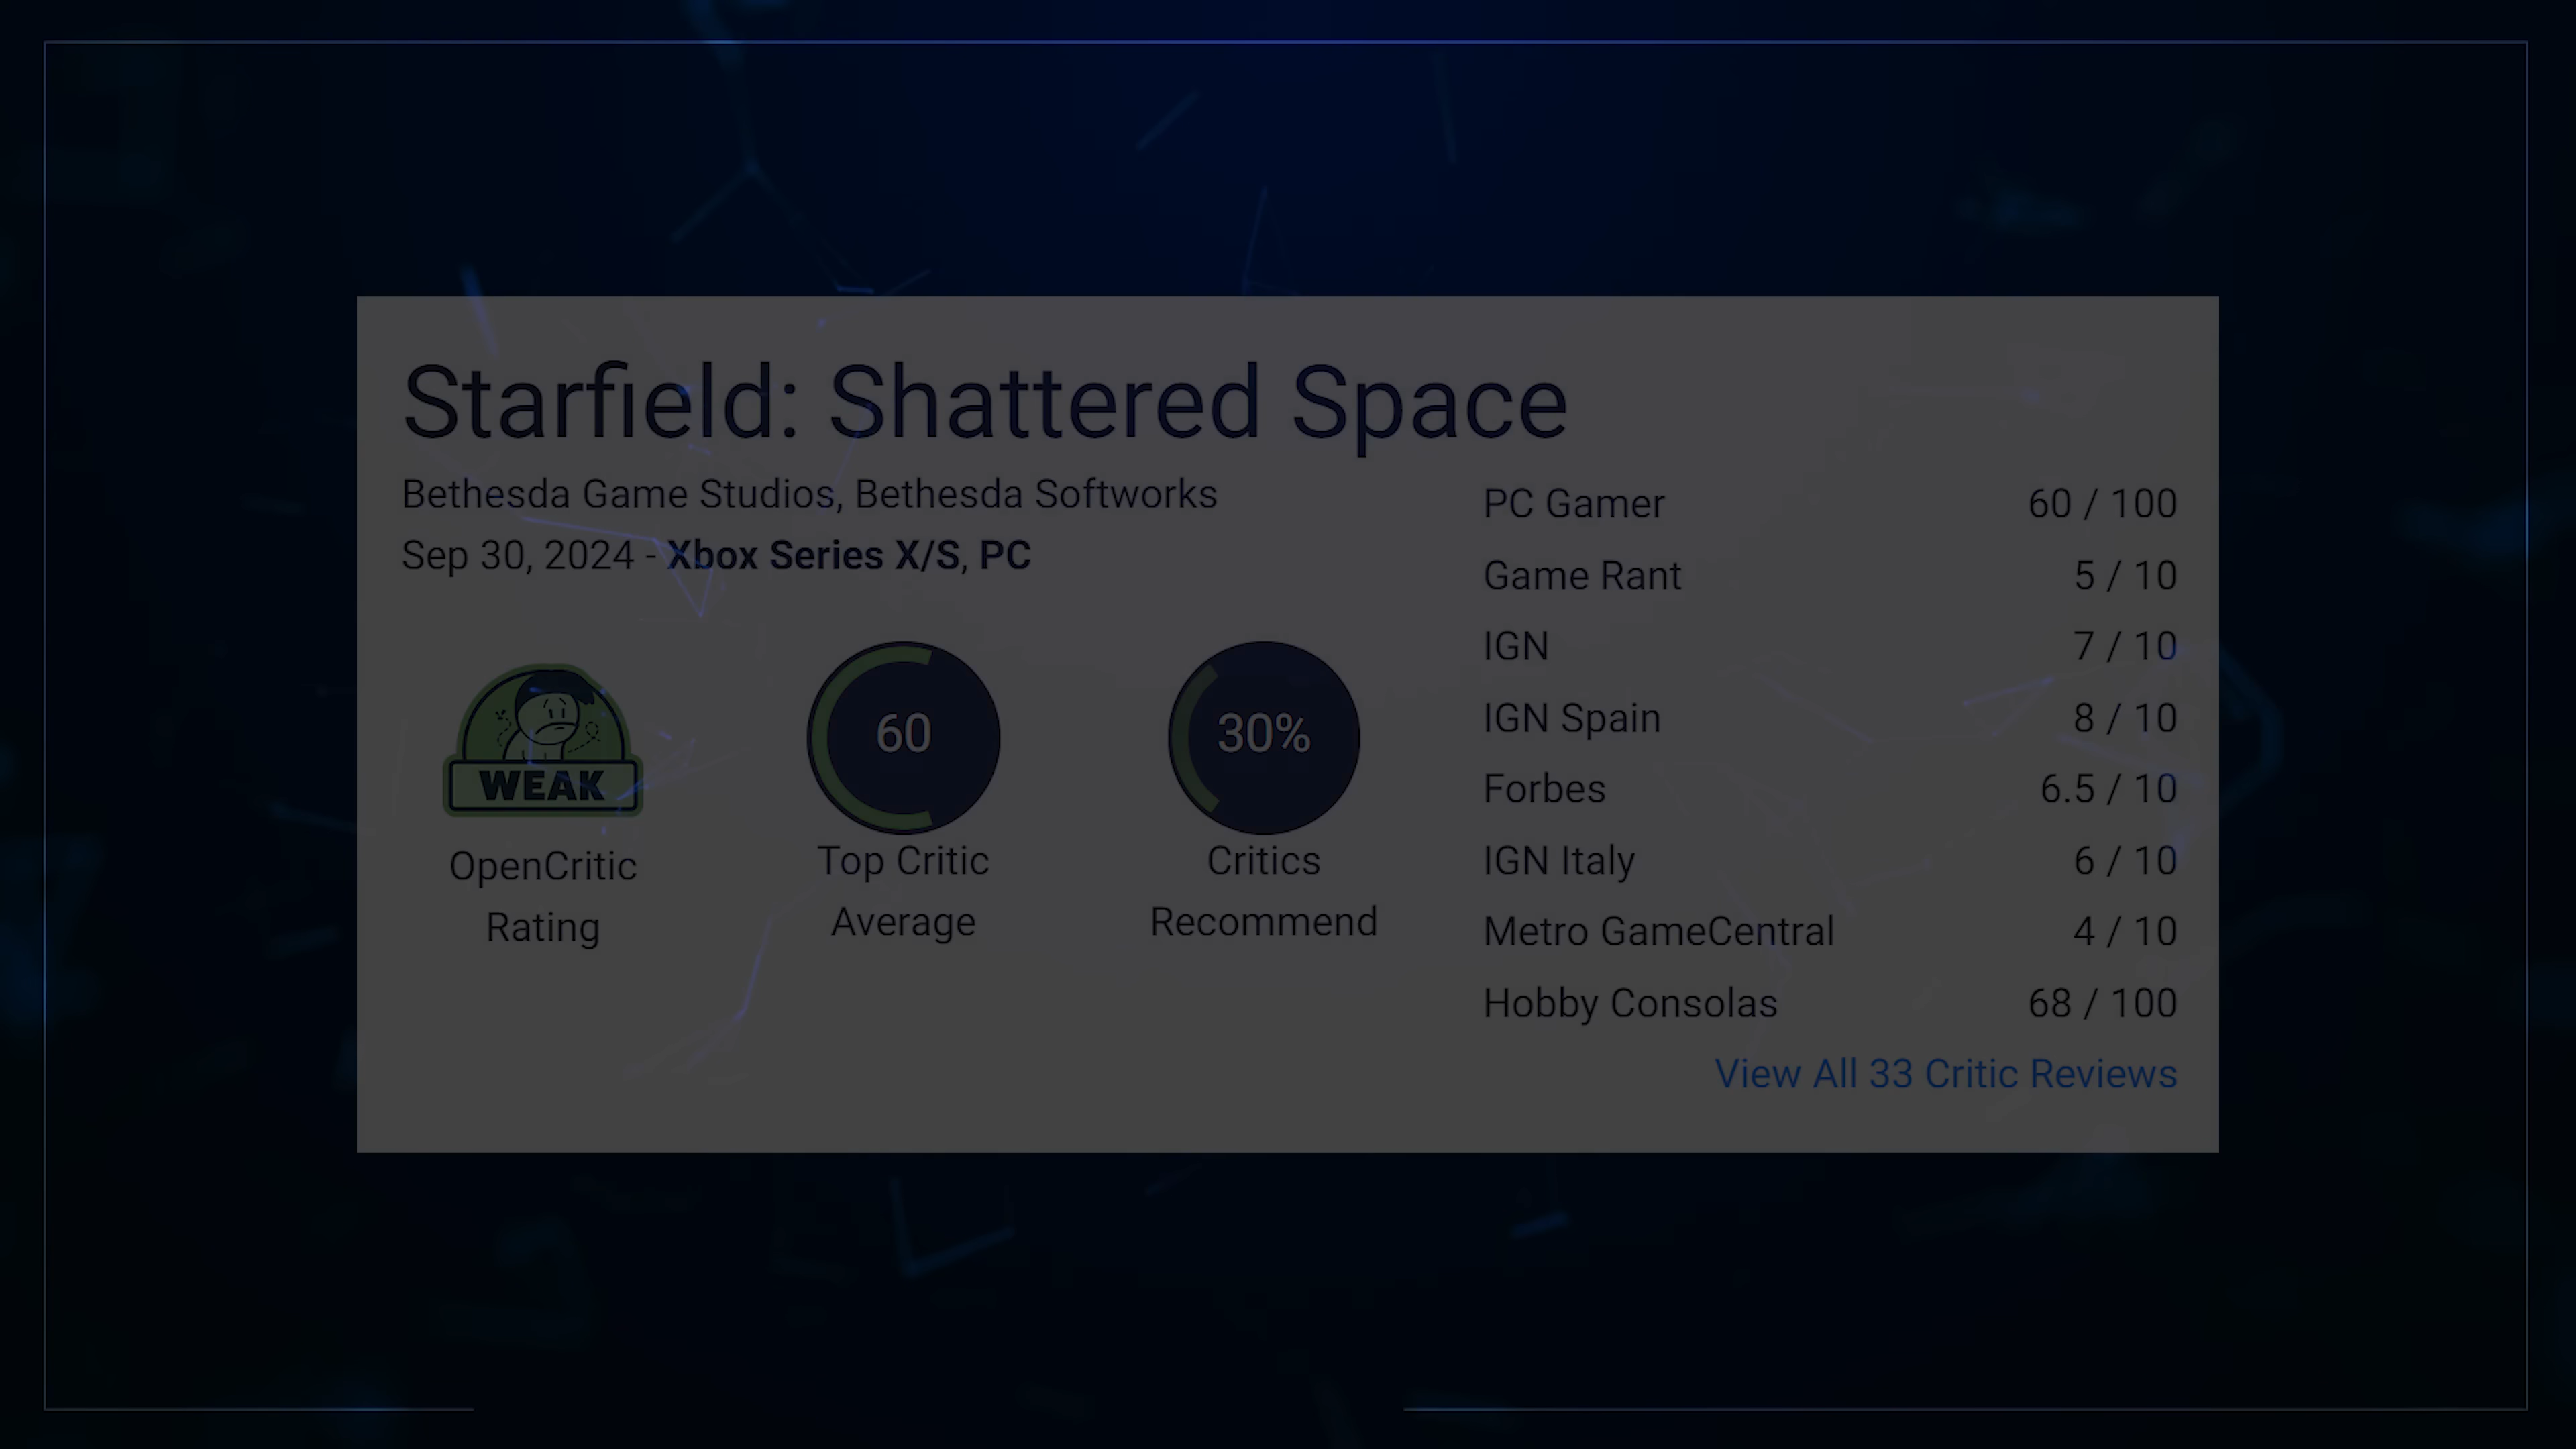 Starfield: Shattered Space
Bethesda Game Studios, Bethesda Softworks
Sep 30, 2024 - Xbox Series X/S, PC
WEAK
OpenCritic
Rating
60
Top Critic
Average
30%
Critics
Recommend
PC Gamer 60 / 100
Game Rant 5 / 10
IGN 7 / 10
IGN Spain 8 / 10
Forbes 6.5 / 10
IGN Italy 6 / 10
Metro GameCentral 4 / 10
Hobby Consolas 68 / 100
View All 33 Critic Reviews